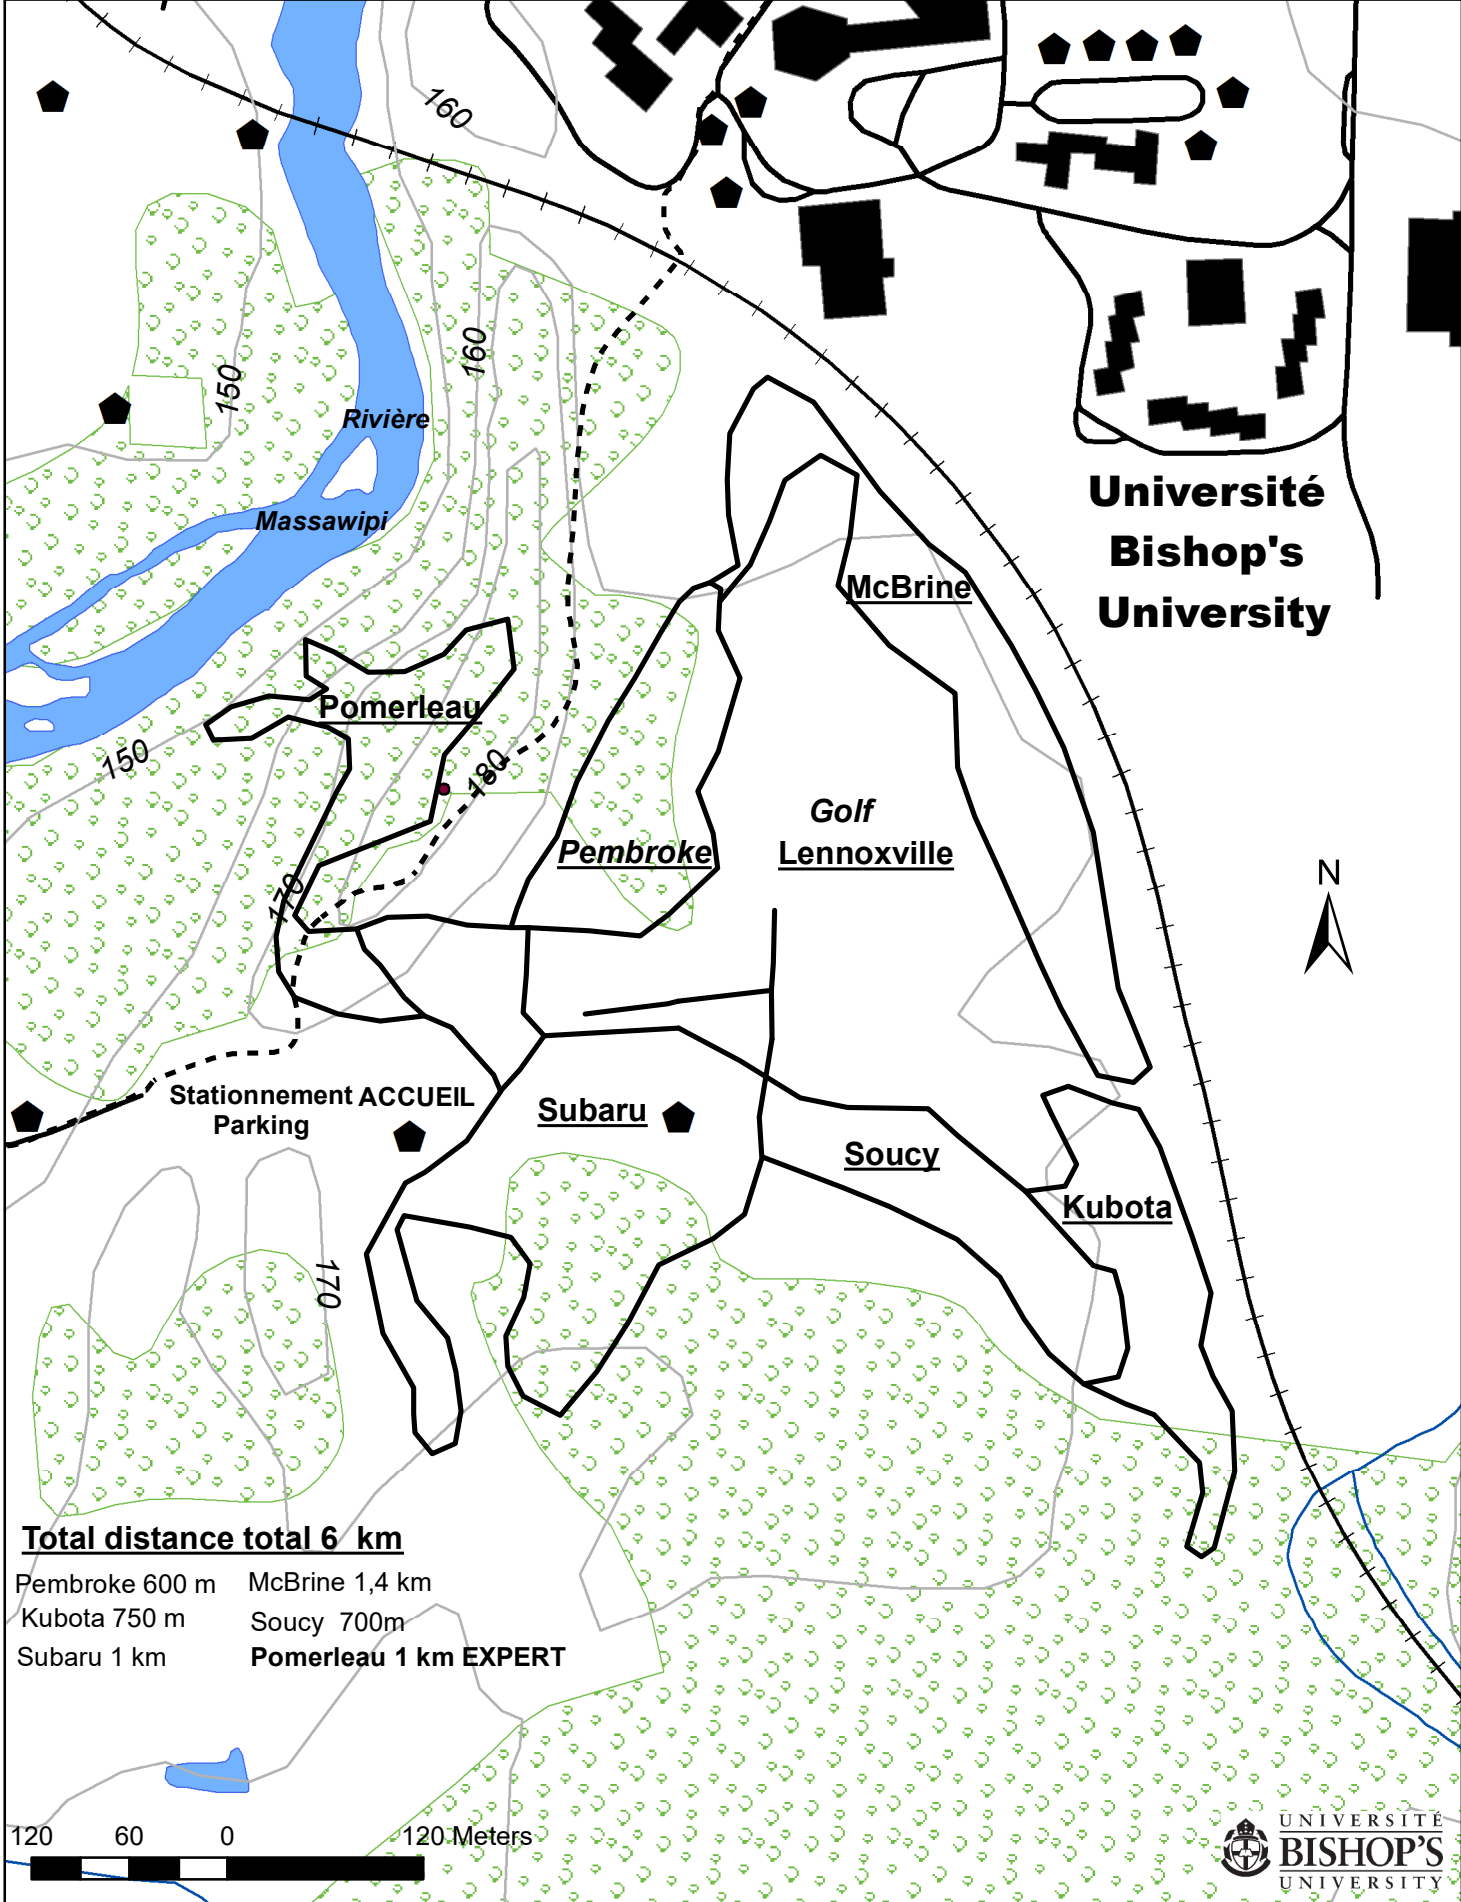 160
160
150
Rivière
Massawipi
Université
Bishop's
University
McBrine
Pomerleau
150
180
Golf
Lennoxville
Pembroke
170
N
Stationnement ACCUEIL
Parking
Subaru
Soucy
Kubota
170
Total distance total 6 km
Pembroke 600 m McBrine 1,4 km
Kubota 750 m Soucy 700m
Subaru 1 km Pomerleau 1 km EXPERT
120 60 0 120 Meters
UNIVERSITÉ
BISHOP'S
UNIVERSITY